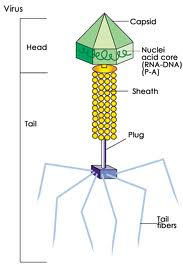 Virus
Capsid
Head
Nuclei
acid core
(RNA-DNA)
(P-A)
Sheath
Tail
Plug
Tail
fibers